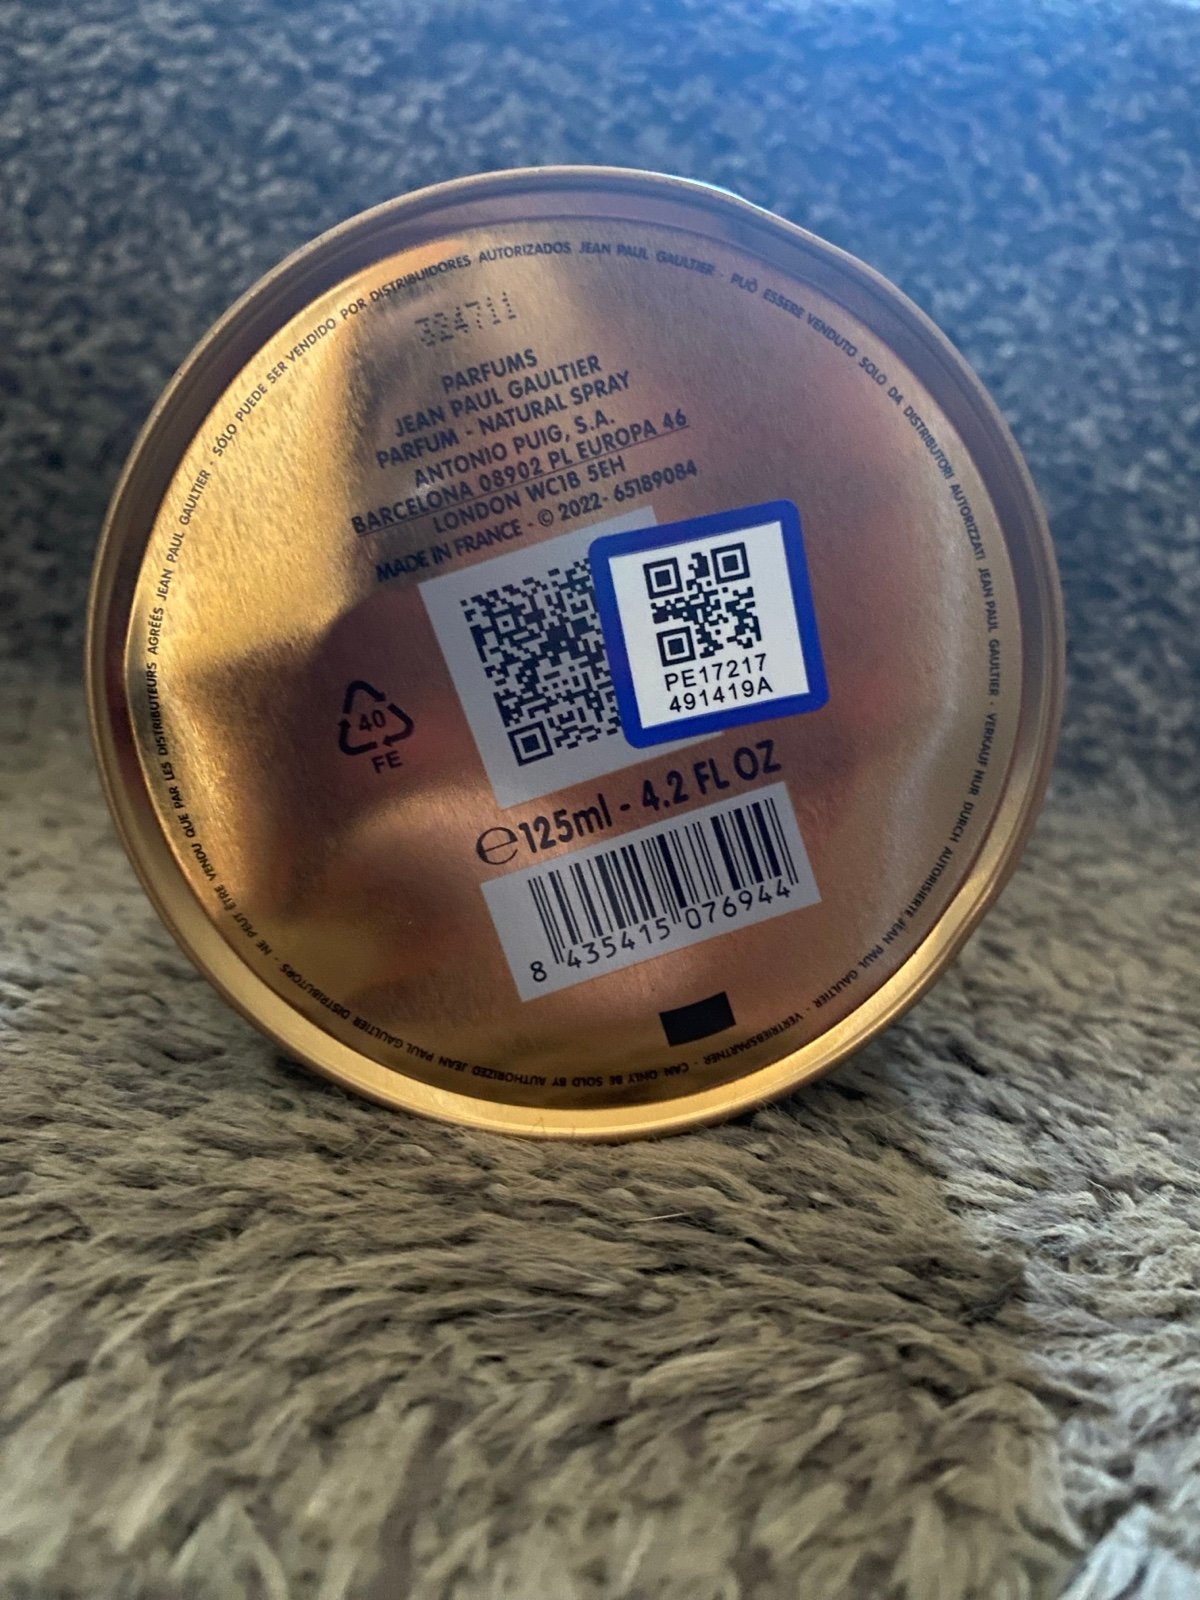 SÓLO PUEDE SER VENDIDO POR DISTRIBUIDORES AUTORIZADOS JEAN PAUL GAULTIER · PUÒ ESSERE VENDUTO SOLO DA DISTRIBUTORI AUTORIZZATI JEAN PAUL GAULTIER · VERKAUF NUR DURCH AUTORISIERTE JEAN PAUL GAULTIER · VERTRIEBSPARTNER · CAN ONLY BE SOLD BY AUTHORIZED JEAN PAUL GAULTIER DISTRIBUTORS · NE PEUT ÊTRE VENDU QUE PAR LES DISTRIBUTEURS AGRÉÉS JEAN PAUL GAULTIER ·
PARFUMS
JEAN PAUL GAULTIER
PARFUM - NATURAL SPRAY
ANTONIO PUIG, S.A.
BARCELONA 08902 PL EUROPA 46
LONDON WC1B 5EH
MADE IN FRANCE - © 2022- 65189084
PE17217
491419A
40
FE
℮125ml - 4.2 FL OZ
8 435415 076944